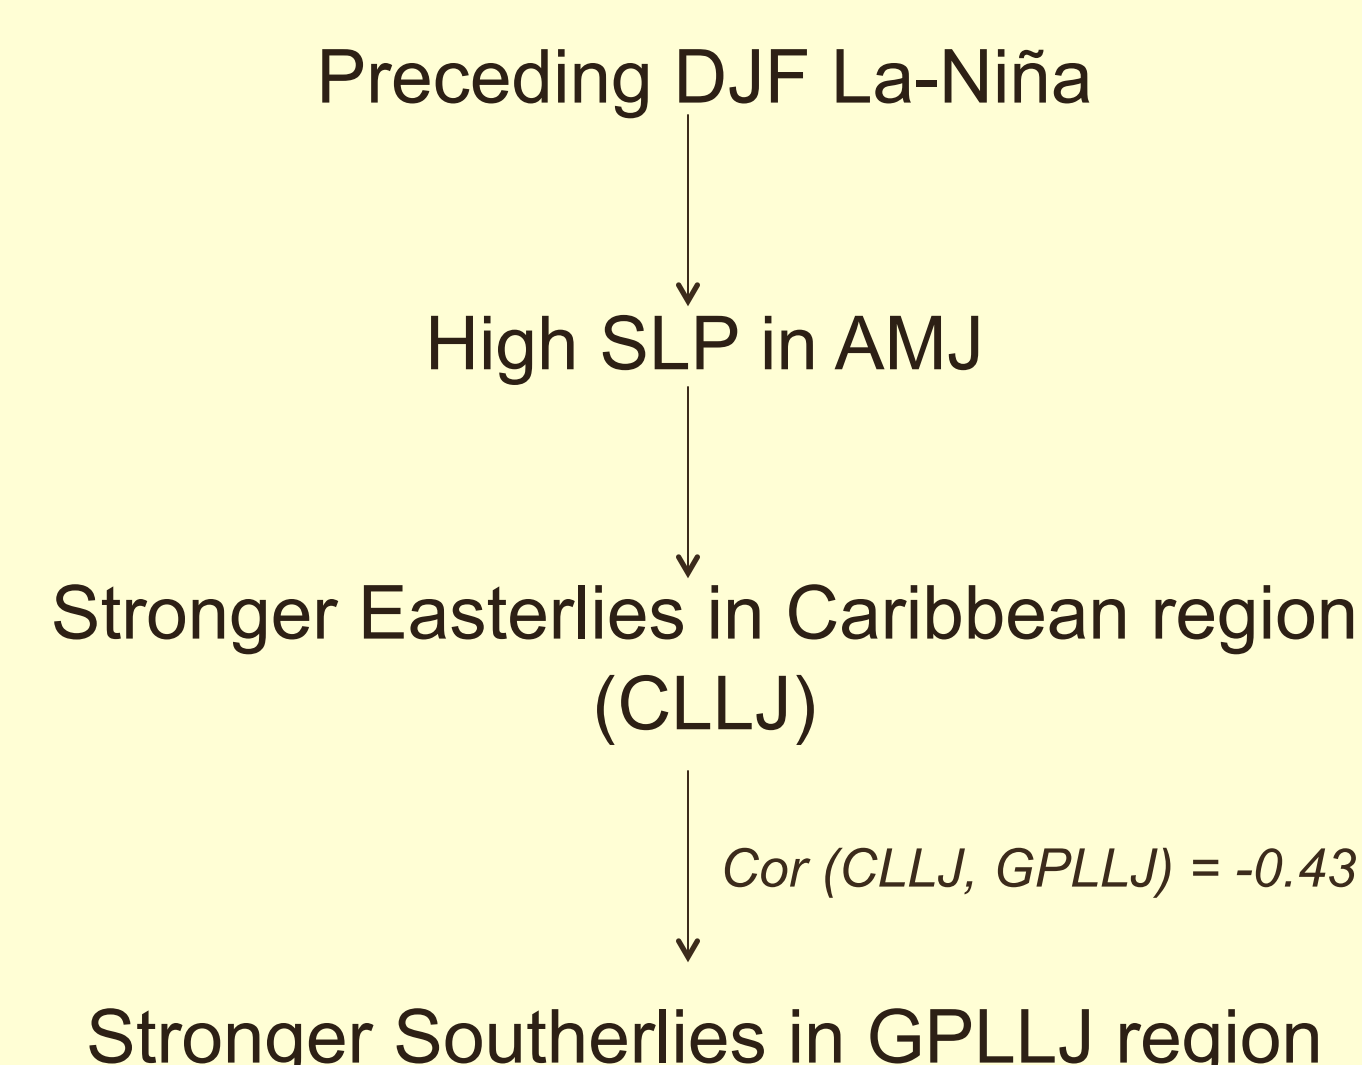 Preceding DJF La-Niña
High SLP in AMJ
Stronger Easterlies in Caribbean region
(CLLJ)
Cor (CLLJ, GPLLJ) = -0.43
Stronger Southerlies in GPLLJ region